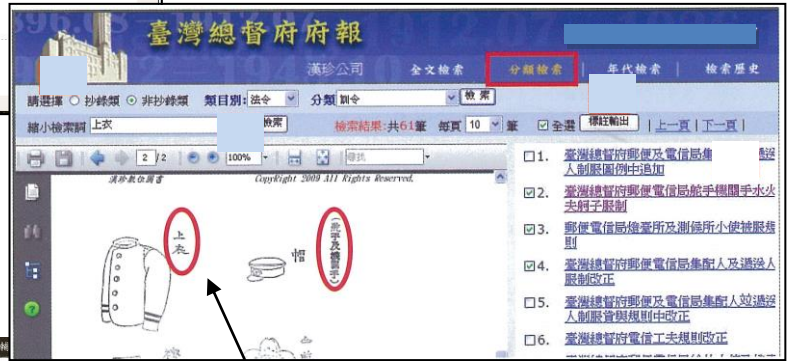 臺灣總督府府報
漢珍公司 全文檢索 分類檢索 | 年代檢索 | 檢索歷史
請選擇 抄錄類 非抄錄類 類目別: 法令 分類 訓令 檢索
縮小檢索詞 上衣 檢索 檢索結果:共61筆 每頁 10 筆 全選 標註輸出 | 上一頁 | 下一頁 |
2 /2 100% 尋找
漢珍數位圖書 Copyright 2009 All Rights Reserved.
上衣
帽
1. 臺灣總督府郵便及電信局集
人制服圖例中追加
2. 臺灣總督府郵便電信局舵手機關手水火
夫舸子服制
3. 郵便電信局燈臺所及測候所小使被服規
則
4. 臺灣總督府郵便電信局集配人及遞送人
服制改正
5. 臺灣總督府郵便及電信局集配人竝遞送
人制服貸與規則中改正
6. 臺灣總督府電信工夫規則改正